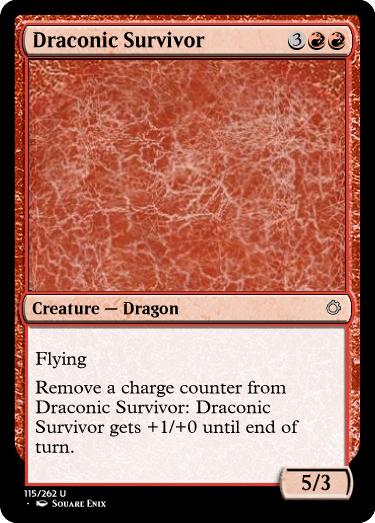 Draconic Survivor 3
Creature — Dragon
Flying
Remove a charge counter from
Draconic Survivor: Draconic
Survivor gets +1/+0 until end of
turn.
5/3
115/262 U
· Square Enix